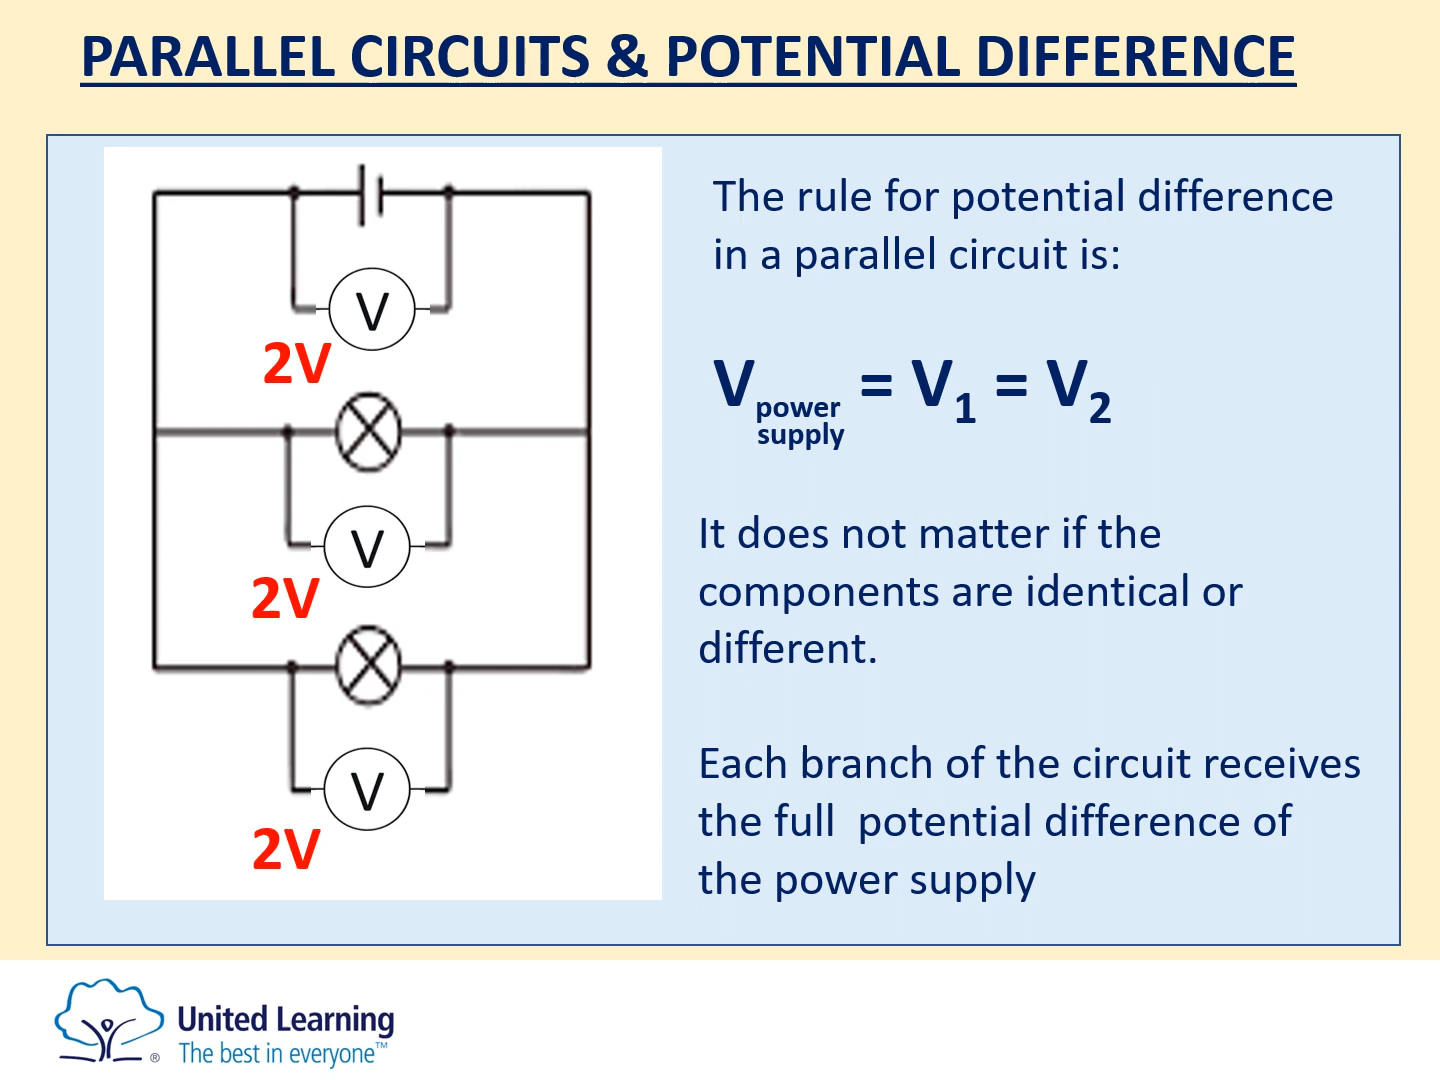 PARALLEL CIRCUITS & POTENTIAL DIFFERENCE
V
2V
V
2V
V
2V
The rule for potential difference
in a parallel circuit is:
Vpower supply = V1 = V2
It does not matter if the
components are identical or
different.
Each branch of the circuit receives
the full  potential difference of
the power supply
United Learning
The best in everyone™
®